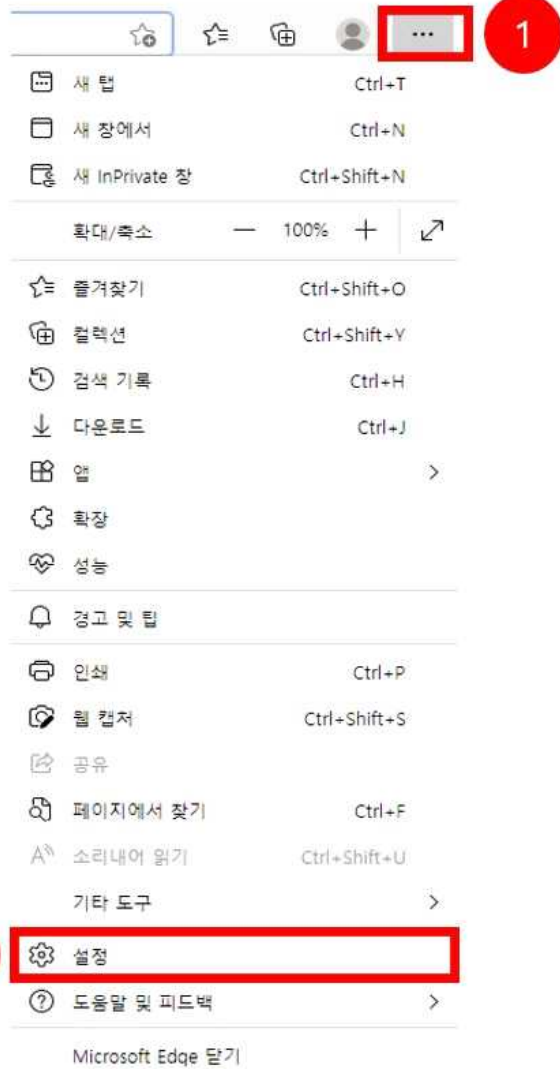 ... 1
새 탭 Ctrl+T
새 창에서 Ctrl+N
새 InPrivate 창 Ctrl+Shift+N
확대/축소 — 100% +
즐겨찾기 Ctrl+Shift+O
컬렉션 Ctrl+Shift+Y
검색 기록 Ctrl+H
다운로드 Ctrl+J
앱 >
확장
성능
경고 및 팁
인쇄 Ctrl+P
웹 캡처 Ctrl+Shift+S
공유
페이지에서 찾기 Ctrl+F
소리내어 읽기 Ctrl+Shift+U
기타 도구 >
설정
도움말 및 피드백 >
Microsoft Edge 닫기